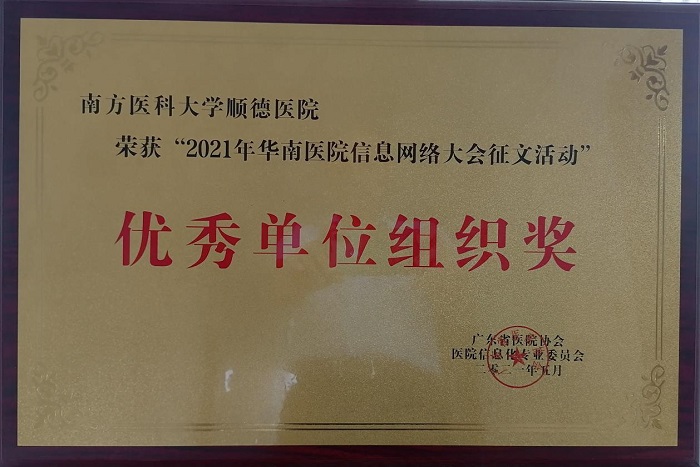 南方医科大学顺德医院
荣获“2021年华南医院信息网络大会征文活动”
优秀单位组织奖
广东省医院协会
医院信息化专业委员会
二零二一年五月